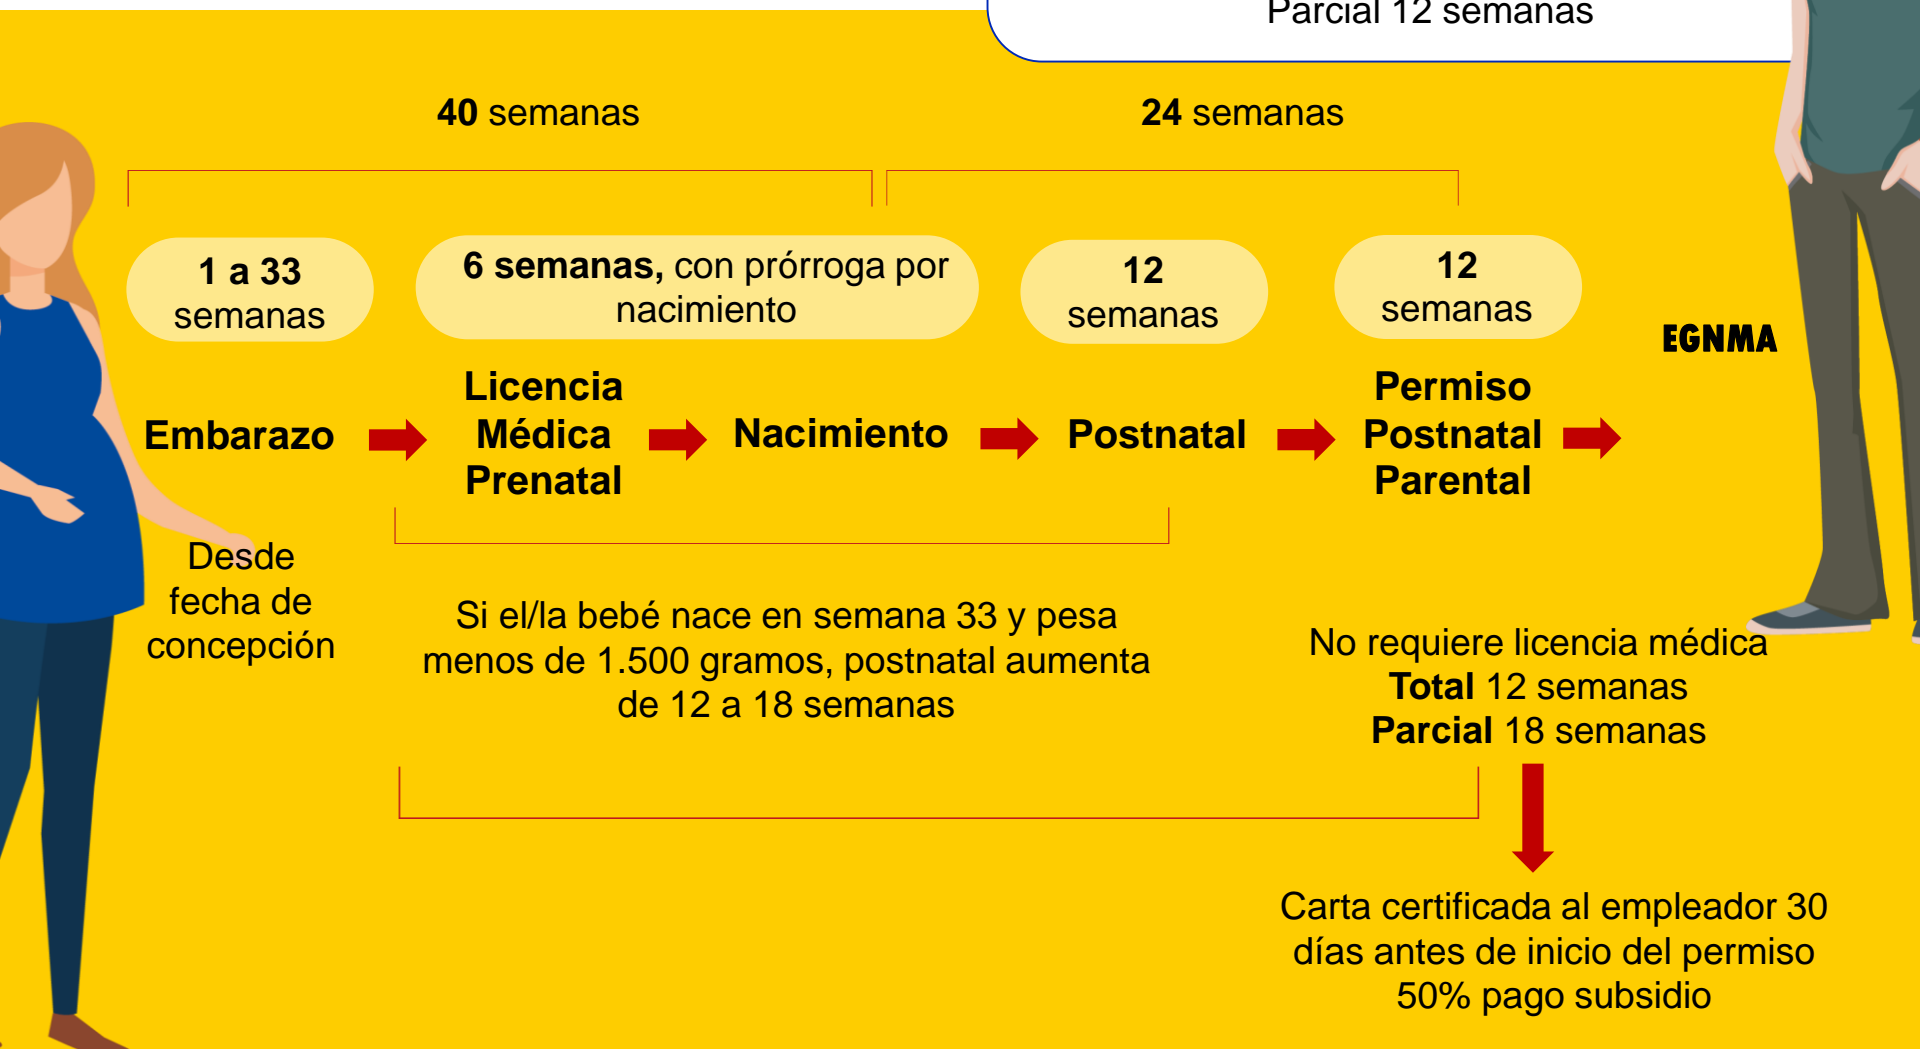 Parcial 12 semanas
40 semanas
24 semanas
1 a 33
semanas
6 semanas, con prórroga por
nacimiento
12
semanas
12
semanas
EGNMA
Embarazo
Licencia
Médica
Prenatal
Nacimiento
Postnatal
Permiso
Postnatal
Parental
Desde
fecha de
concepción
Si el/la bebé nace en semana 33 y pesa
menos de 1.500 gramos, postnatal aumenta
de 12 a 18 semanas
No requiere licencia médica
Total 12 semanas
Parcial 18 semanas
Carta certificada al empleador 30
días antes de inicio del permiso
50% pago subsidio